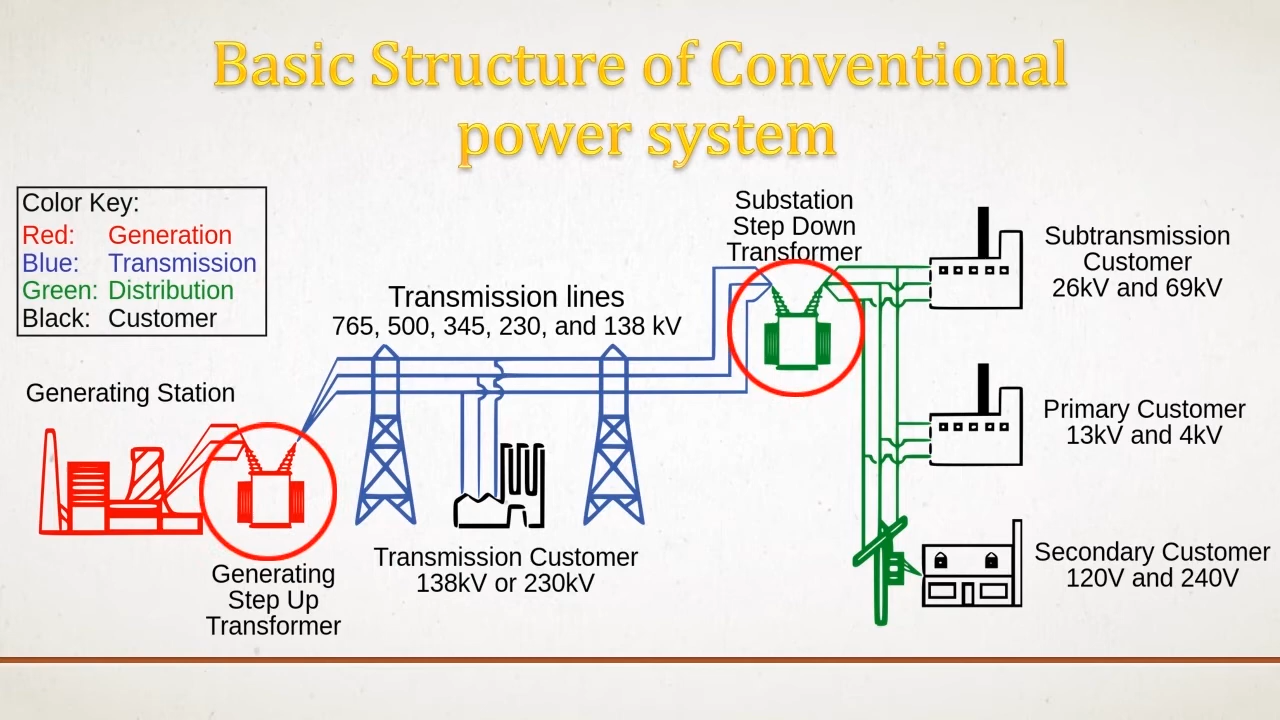 Basic Structure of Conventional
power system
Color Key:
Red: Generation
Blue: Transmission
Green: Distribution
Black: Customer
Generating Station
Generating
Step Up
Transformer
Transmission lines
765, 500, 345, 230, and 138 kV
Transmission Customer
138kV or 230kV
Substation
Step Down
Transformer
Subtransmission
Customer
26kV and 69kV
Primary Customer
13kV and 4kV
Secondary Customer
120V and 240V